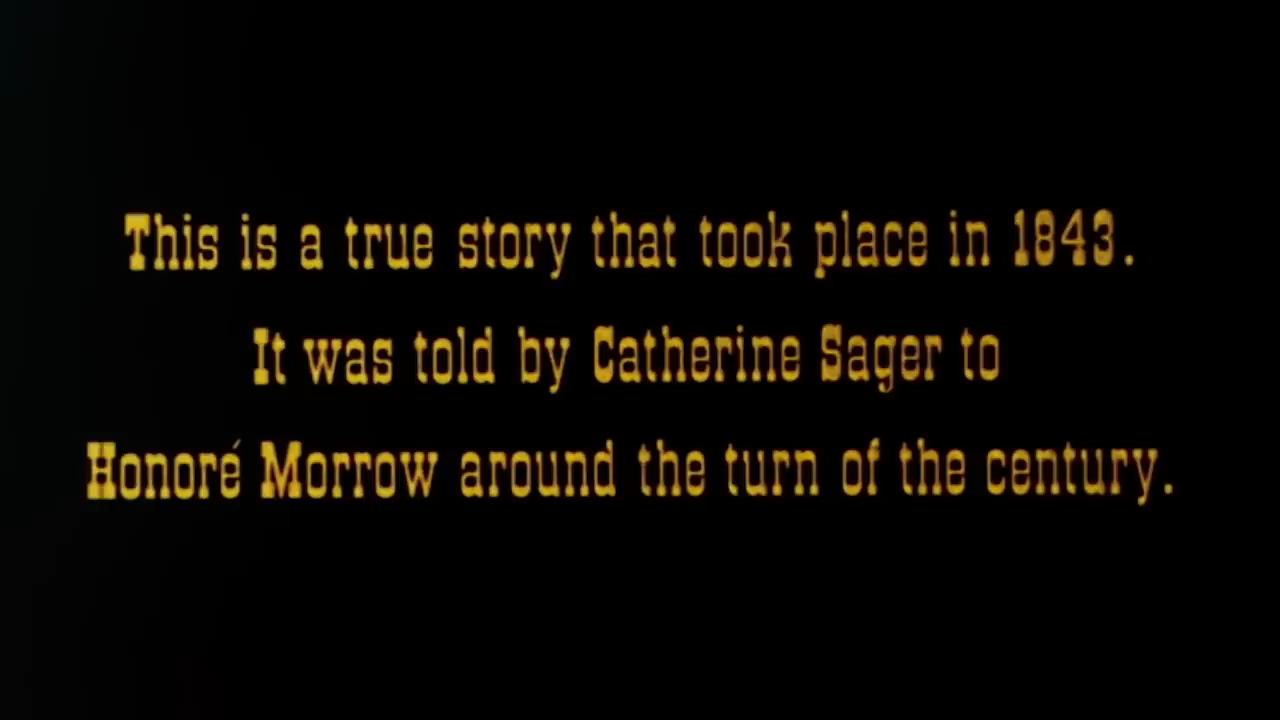 This is a true story that took place in 1843.
It was told by Catherine Sager to
Honoré Morrow around the turn of the century.